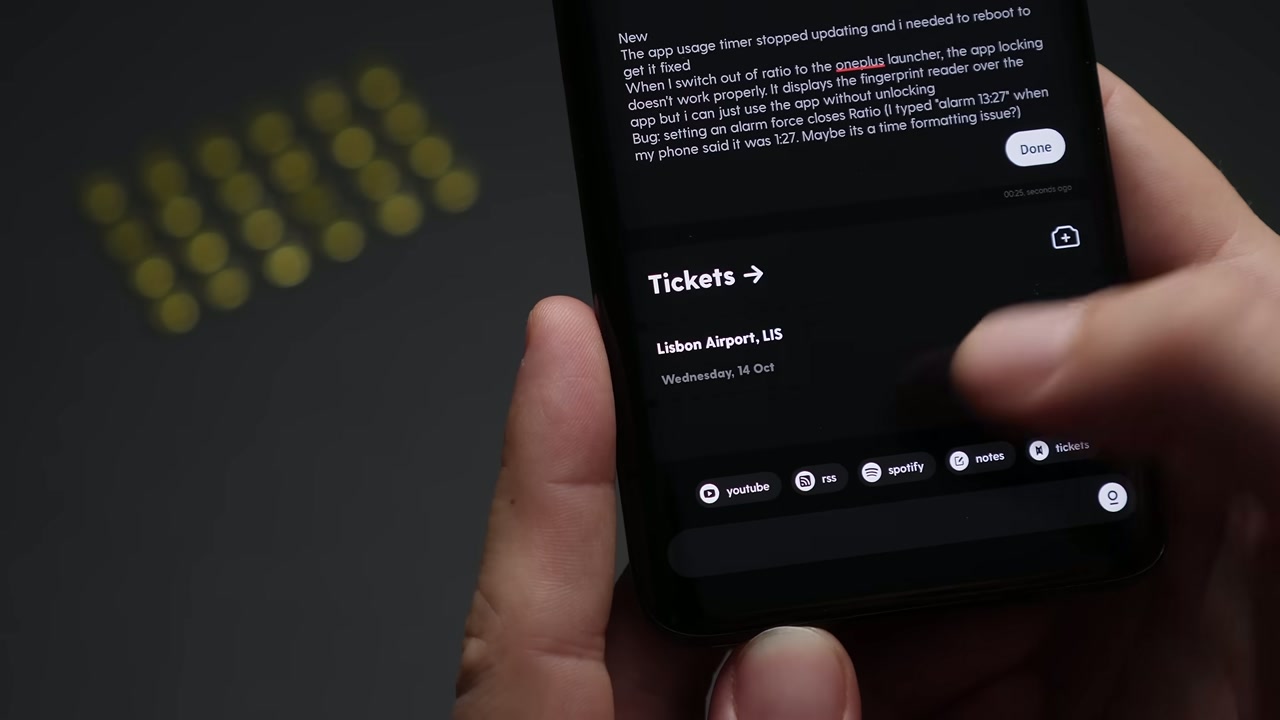 New
The app usage timer stopped updating and i needed to reboot to
get it fixed
When I switch out of ratio to the oneplus launcher, the app locking
doesn't work properly. It displays the fingerprint reader over the
app but i can just use the app without unlocking
Bug: setting an alarm force closes Ratio (I typed "alarm 13:27" when
my phone said it was 1:27. Maybe its a time formatting issue?)
Done
00:25, seconds ago
Tickets →
Lisbon Airport, LIS
Wednesday, 14 Oct
youtube rss spotify notes tickets